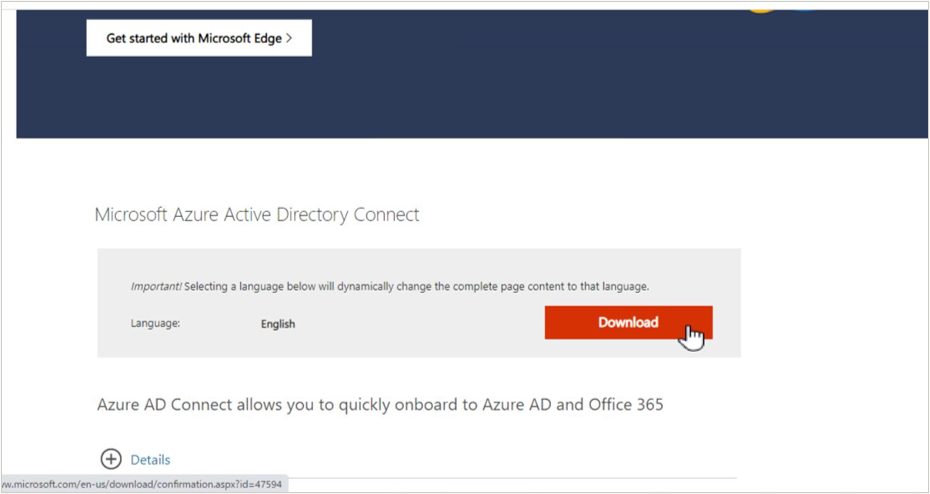 Get started with Microsoft Edge >
Microsoft Azure Active Directory Connect
Important! Selecting a language below will dynamically change the complete page content to that language.
Language: English Download
Azure AD Connect allows you to quickly onboard to Azure AD and Office 365
Details
w.microsoft.com/en-us/download/confirmation.aspx?id=47594